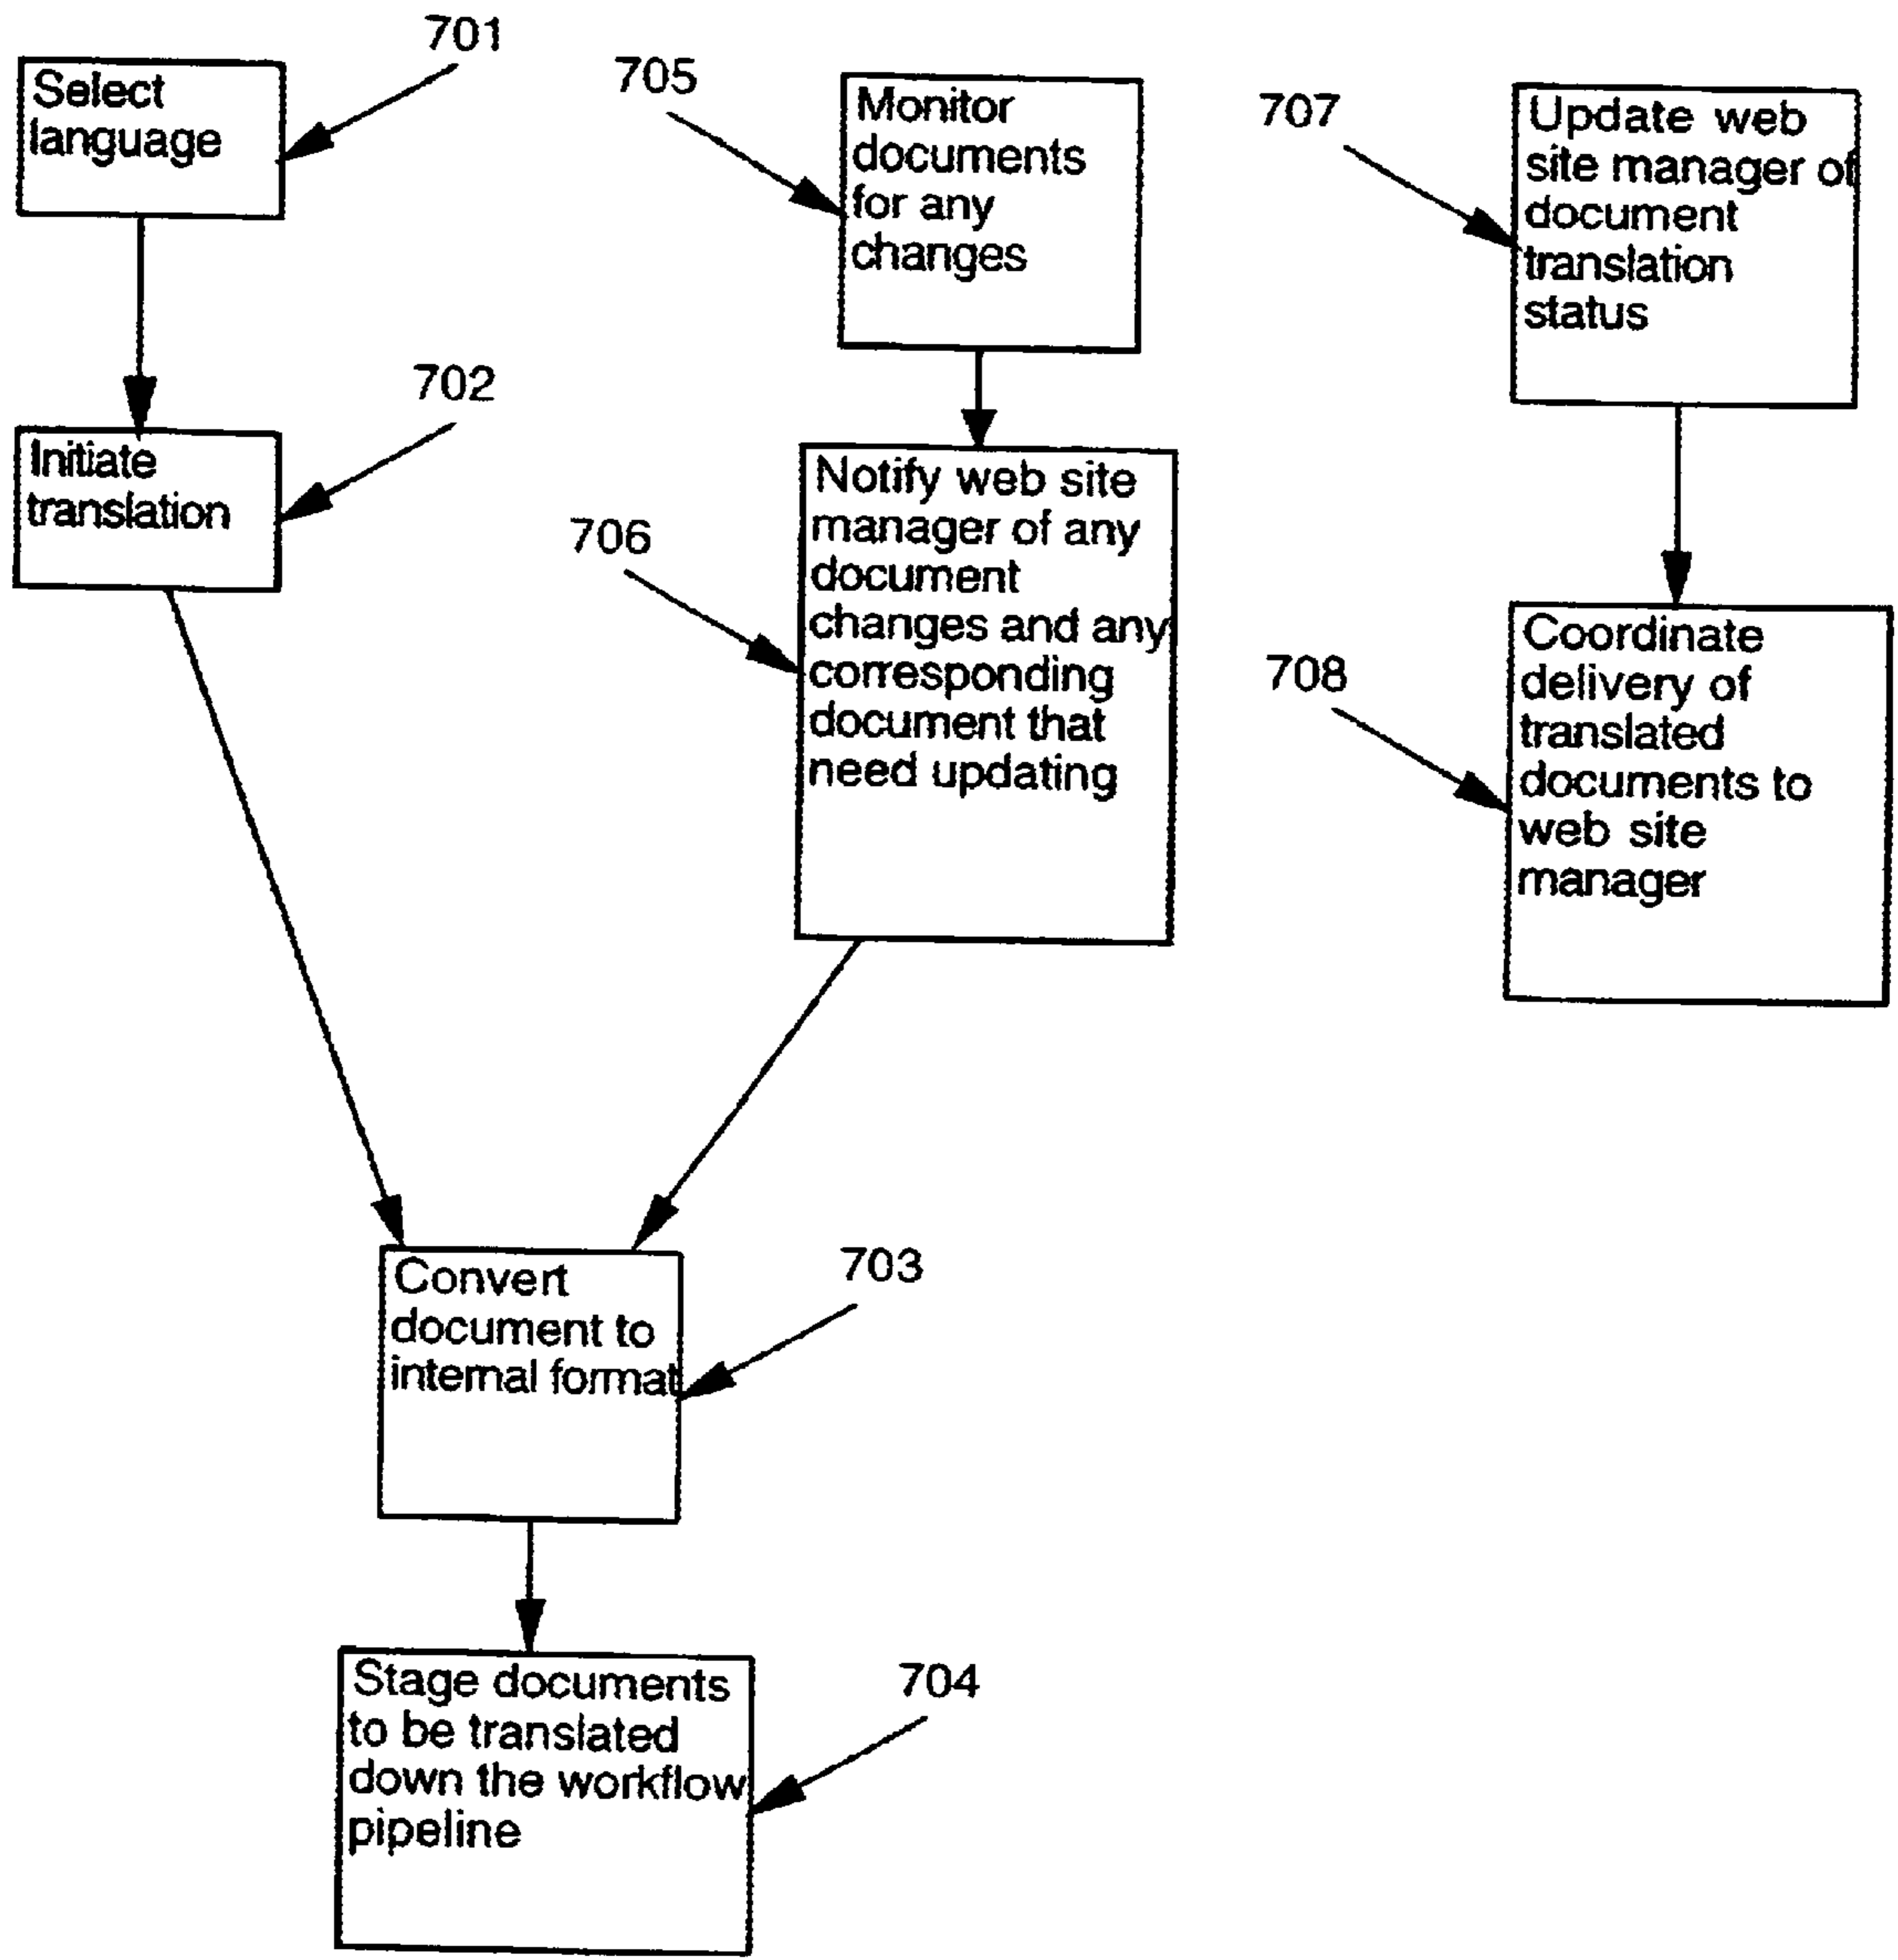 701
Select
language
702
Initiate
translation
705
Monitor
documents
for any
changes
706
Notify web site
manager of any
document
changes and any
corresponding
document that
need updating
707
Update web
site manager of
document
translation
status
708
Coordinate
delivery of
translated
documents to
web site
manager
703
Convert
document to
internal format
704
Stage documents
to be translated
down the workflow
pipeline